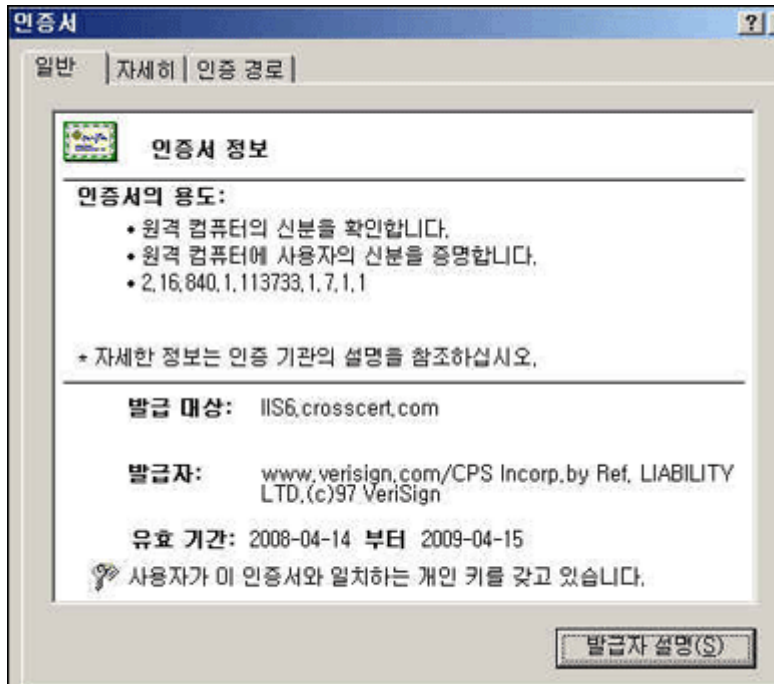 인증서
?
일반 자세히 인증 경로
인증서 정보
인증서의 용도:
• 원격 컴퓨터의 신분을 확인합니다.
• 원격 컴퓨터에 사용자의 신분을 증명합니다.
• 2.16.840.1.113733.1.7.1.1
* 자세한 정보는 인증 기관의 설명을 참조하십시오.
발급 대상: IIS6.crosscert.com
발급자: www.verisign.com/CPS Incorp.by Ref. LIABILITY
LTD.(c)97 VeriSign
유효 기간: 2008-04-14 부터 2009-04-15
사용자가 이 인증서와 일치하는 개인 키를 갖고 있습니다.
발급자 설명(S)